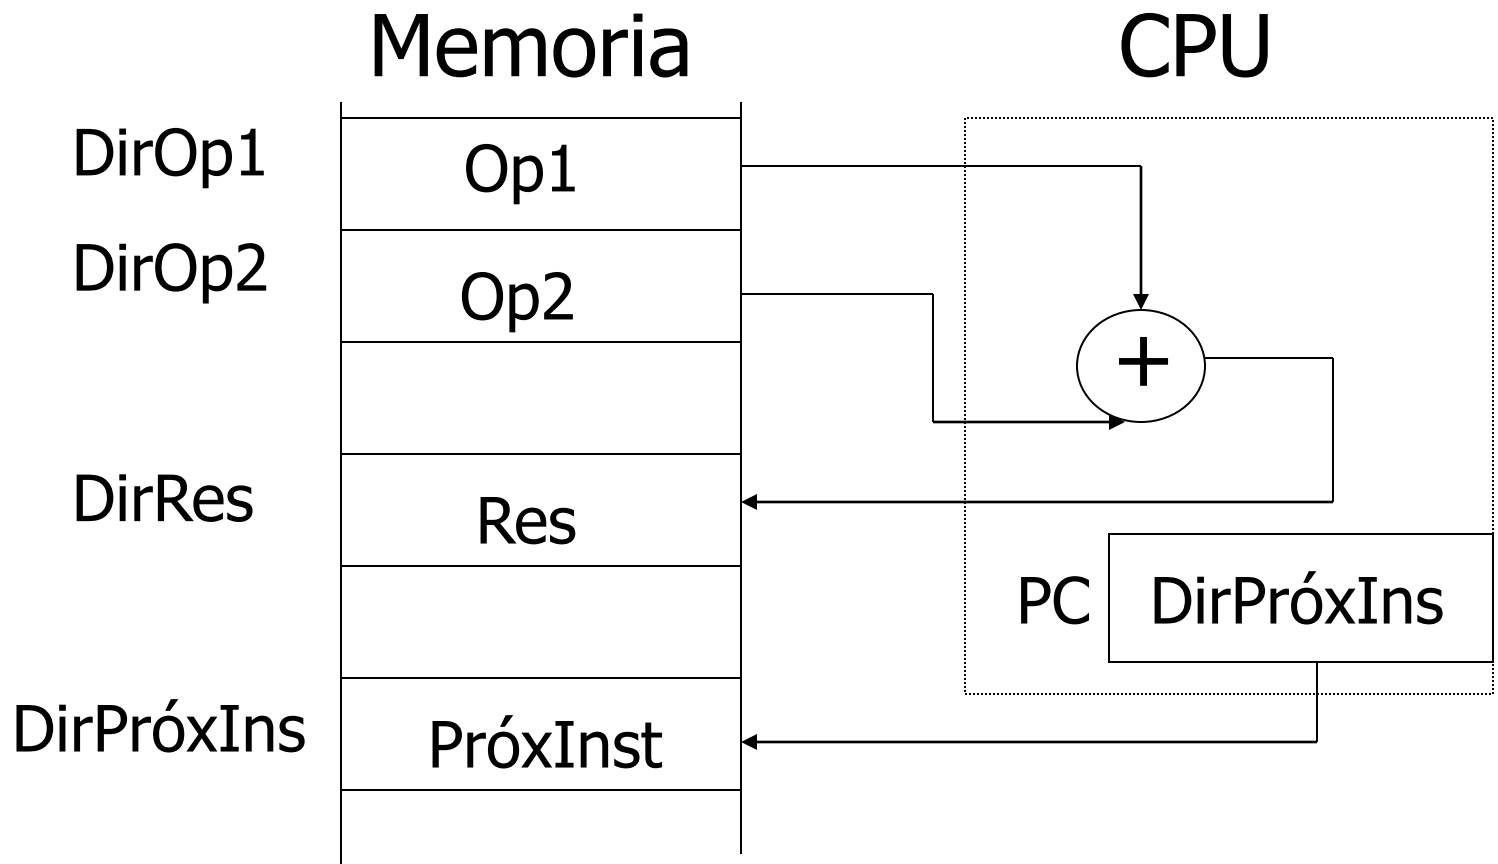 Memoria
CPU
DirOp1
Op1
DirOp2
Op2
+
DirRes
Res
PC
DirPróxIns
DirPróxIns
PróxInst